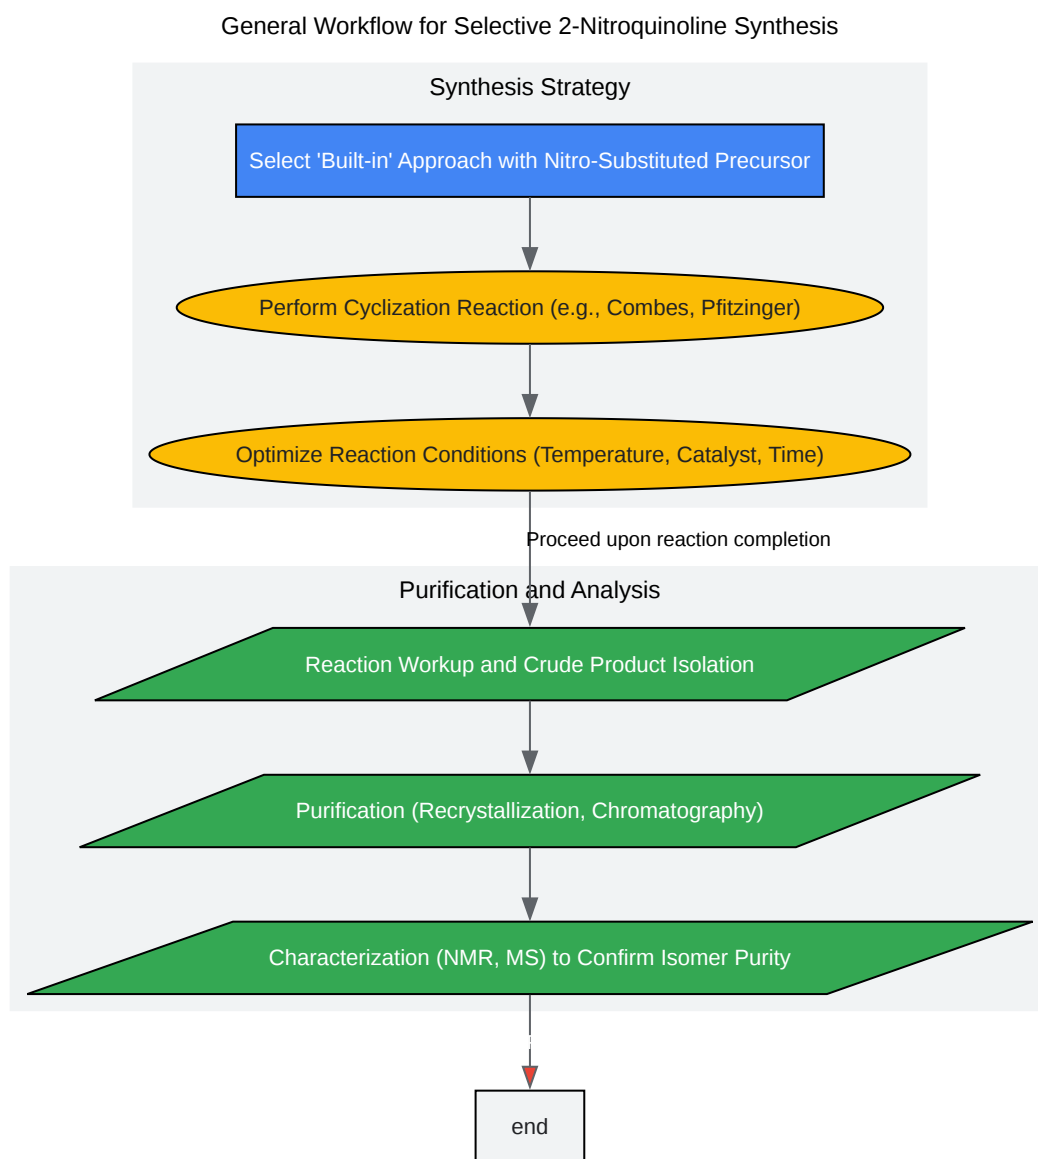 General Workflow for Selective 2-Nitroquinoline Synthesis
Synthesis Strategy
Select 'Built-in' Approach with Nitro-Substituted Precursor
Perform Cyclization Reaction (e.g., Combes, Pfitzinger)
Optimize Reaction Conditions (Temperature, Catalyst, Time)
Proceed upon reaction completion
Purification and Analysis
Reaction Workup and Crude Product Isolation
Purification (Recrystallization, Chromatography)
Characterization (NMR, MS) to Confirm Isomer Purity
end